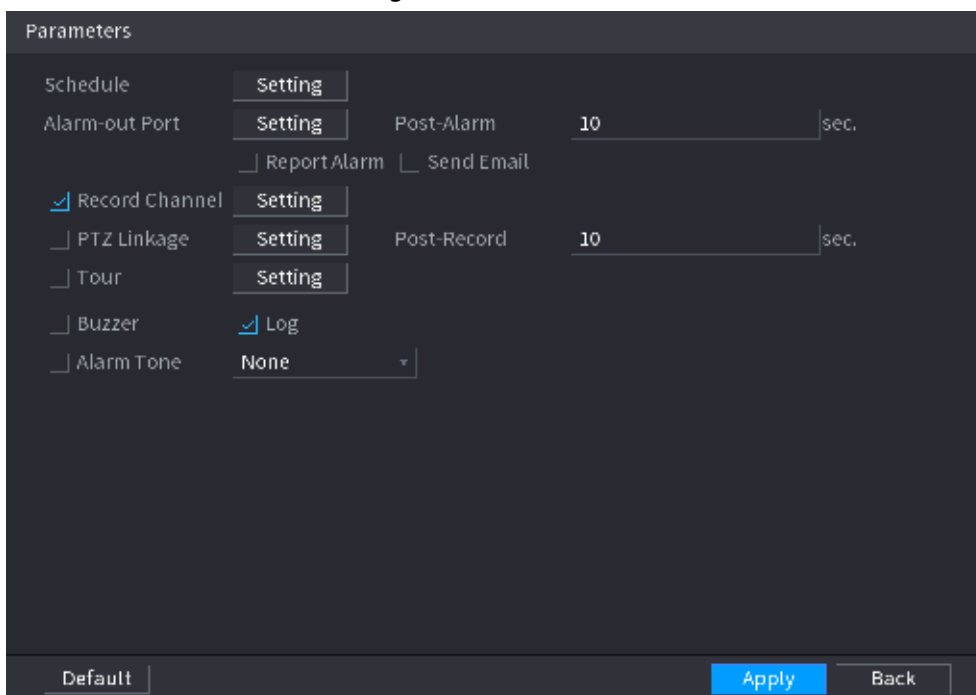 Parameters
Schedule Setting
Alarm-out Port Setting Post-Alarm 10 sec.
Report Alarm Send Email
Record Channel Setting
PTZ Linkage Setting Post-Record 10 sec.
Tour Setting
Buzzer Log
Alarm Tone None
Default Apply Back